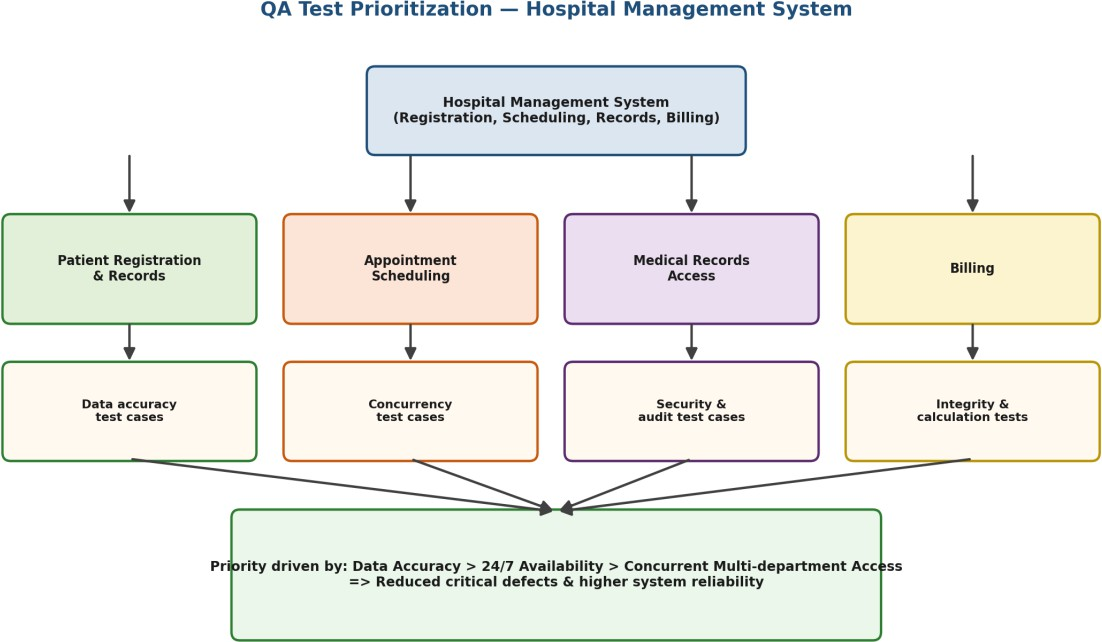 QA Test Prioritization — Hospital Management System
Hospital Management System
(Registration, Scheduling, Records, Billing)
Patient Registration
& Records
Appointment
Scheduling
Medical Records
Access
Billing
Data accuracy
test cases
Concurrency
test cases
Security &
audit test cases
Integrity &
calculation tests
Priority driven by: Data Accuracy > 24/7 Availability > Concurrent Multi-department Access
=> Reduced critical defects & higher system reliability